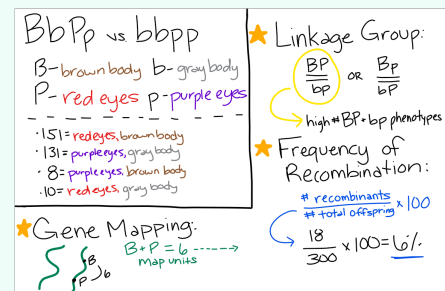 BbPp vs bbpp
B-brown body b-gray body
P-red eyes p-purple eyes
·151=red eyes, brown body
·131=purple eyes, gray body
·8=purple eyes, brown body
·10=red eyes, gray body
Gene Mapping:
B+P=6
map units
B
P
6
Linkage Group:
BP
bp
OR
Bp
bP
high # BP+bp phenotypes
Frequency of
Recombination:
# recombinants
# total offspring
x 100
18
300
x100=6%